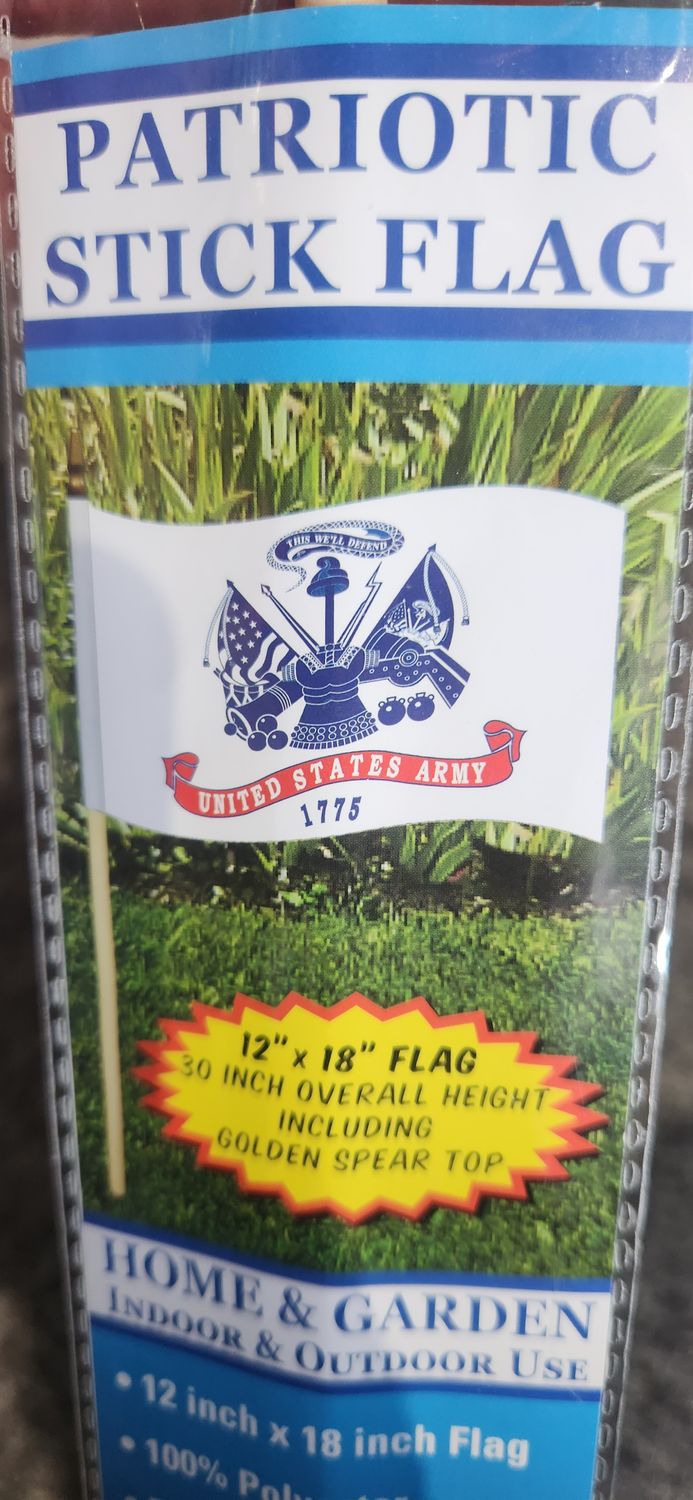 PATRIOTIC
STICK FLAG
THIS WE'LL DEFEND
UNITED STATES ARMY
1775
12" x 18" FLAG
30 INCH OVERALL HEIGHT
INCLUDING
GOLDEN SPEAR TOP
HOME & GARDEN
INDOOR & OUTDOOR USE
• 12 inch x 18 inch Flag
• 100%